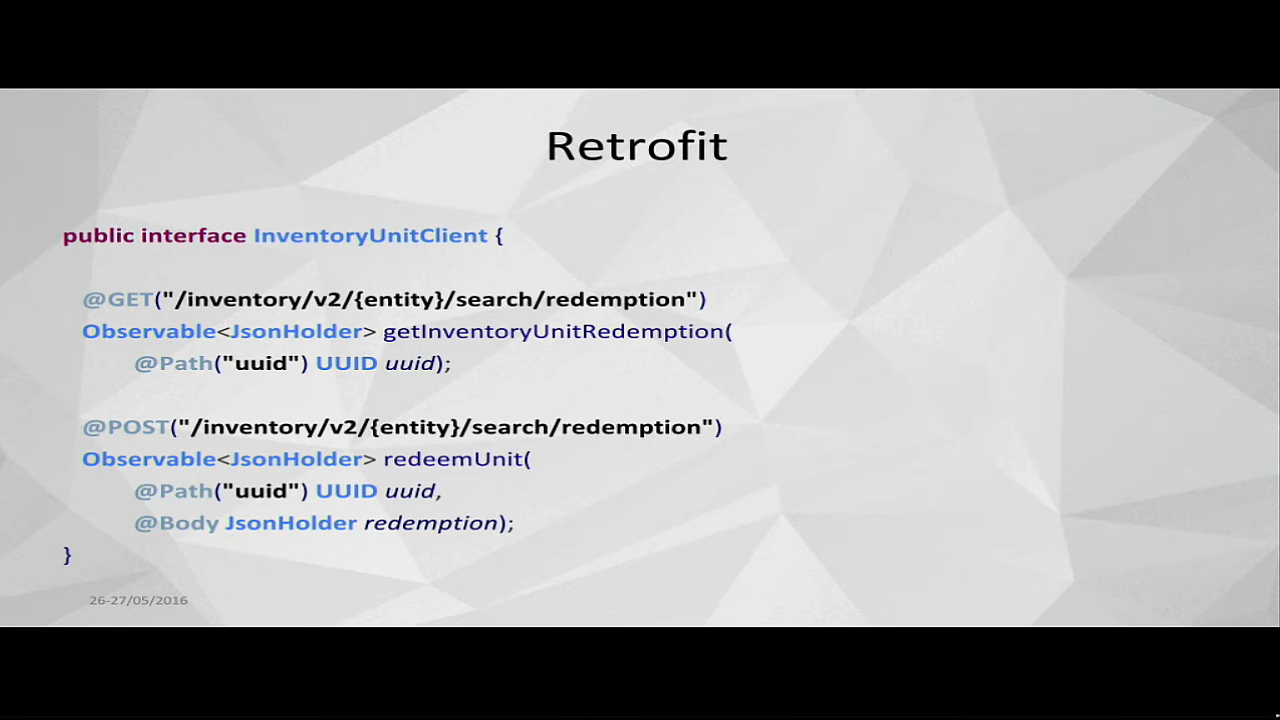 Retrofit
public interface InventoryUnitClient {
@GET("/inventory/v2/{entity}/search/redemption")
Observable<JsonHolder> getInventoryUnitRedemption(
@Path("uuid") UUID uuid);
@POST("/inventory/v2/{entity}/search/redemption")
Observable<JsonHolder> redeemUnit(
@Path("uuid") UUID uuid,
@Body JsonHolder redemption);
}
26-27/05/2016